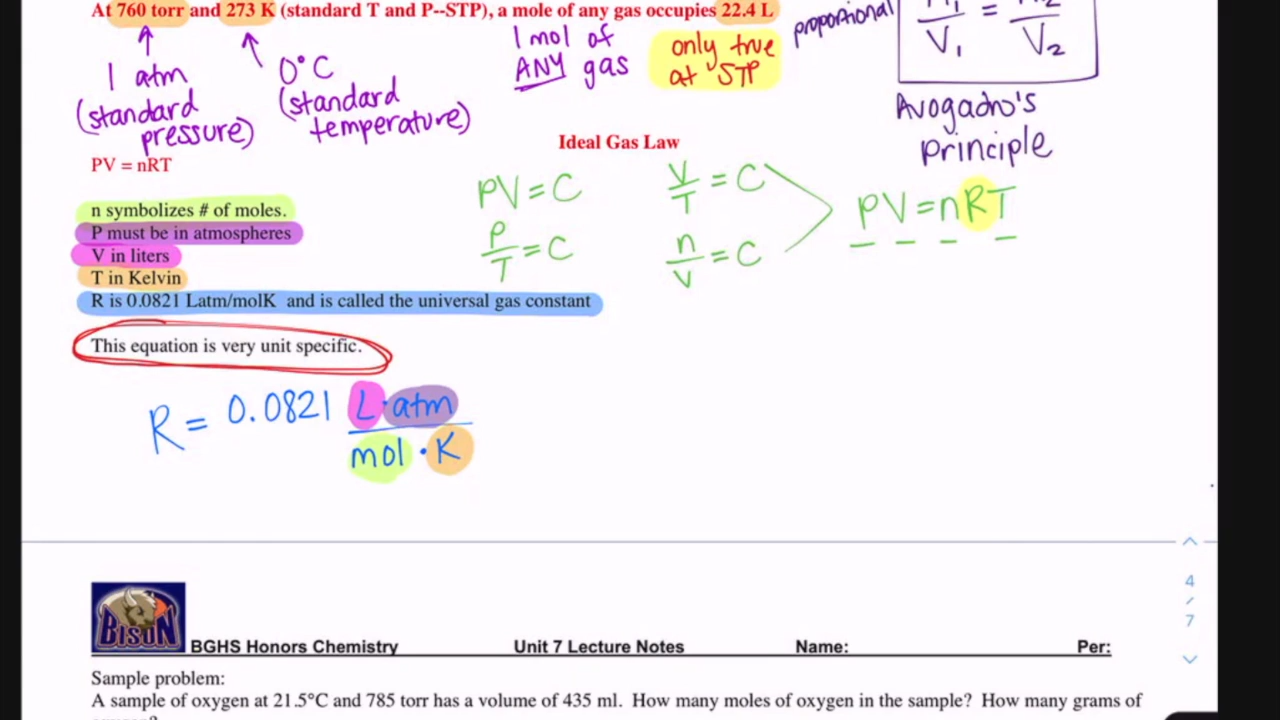 At 760 torr and 273 K (standard T and P--STP), a mole of any gas occupies 22.4 L
1 atm
(standard
pressure)
0°C
(standard
temperature)
1 mol of
ANY gas
only true
at STP
proportional
V₁ = V₂
Avogadro's
principle
Ideal Gas Law
PV = nRT
n symbolizes # of moles.
P must be in atmospheres
V in liters
T in Kelvin
R is 0.0821 Latm/molK and is called the universal gas constant
PV = C
P/T = C
V/T = C
n/V = C
PV=nRT
This equation is very unit specific.
R = 0.0821 L·atm
mol · K
4
/
7
BISON
BGHS Honors Chemistry Unit 7 Lecture Notes Name: Per:
Sample problem:
A sample of oxygen at 21.5°C and 785 torr has a volume of 435 ml. How many moles of oxygen in the sample? How many grams of